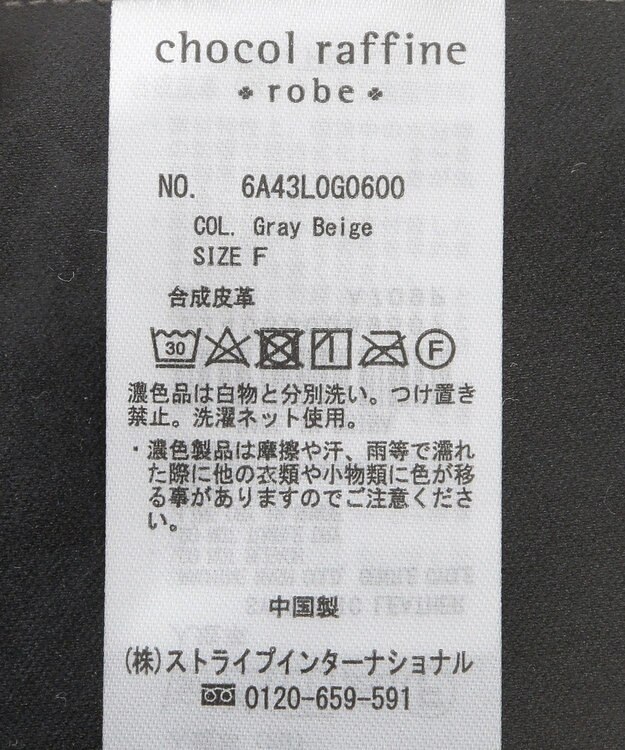 chocol raffine
robe
NO. 6A43L0G0600
COL. Gray Beige
SIZE F
合成皮革
30 F
濃色品は白物と分別洗い。つけ置き
禁止。洗濯ネット使用。
・濃色製品は摩擦や汗、雨等で濡れ
た際に他の衣類や小物類に色が移
る事がありますのでご注意くださ
い。
中国製
(株)ストライプインターナショナル
0120-659-591